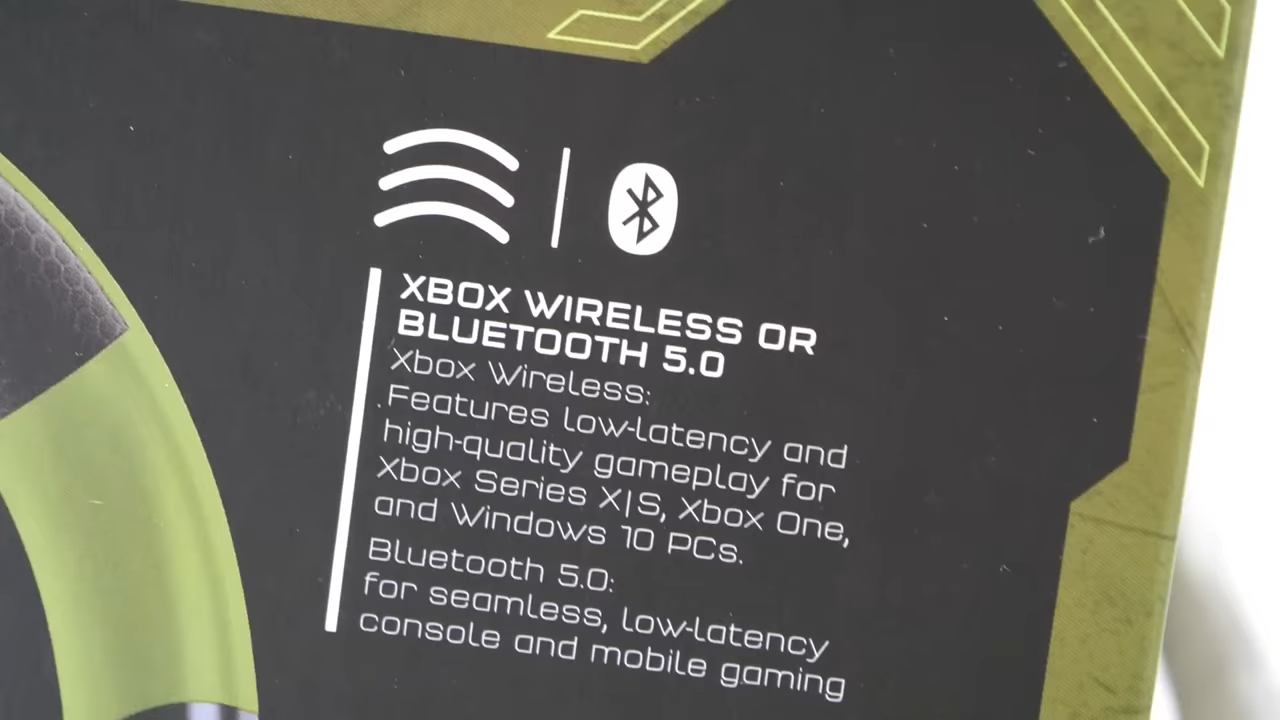 XBOX WIRELESS OR
BLUETOOTH 5.0
Xbox Wireless:
Features low-latency and
high-quality gameplay for
Xbox Series X|S, Xbox One,
and Windows 10 PCs.
Bluetooth 5.0:
for seamless, low-latency
console and mobile gaming